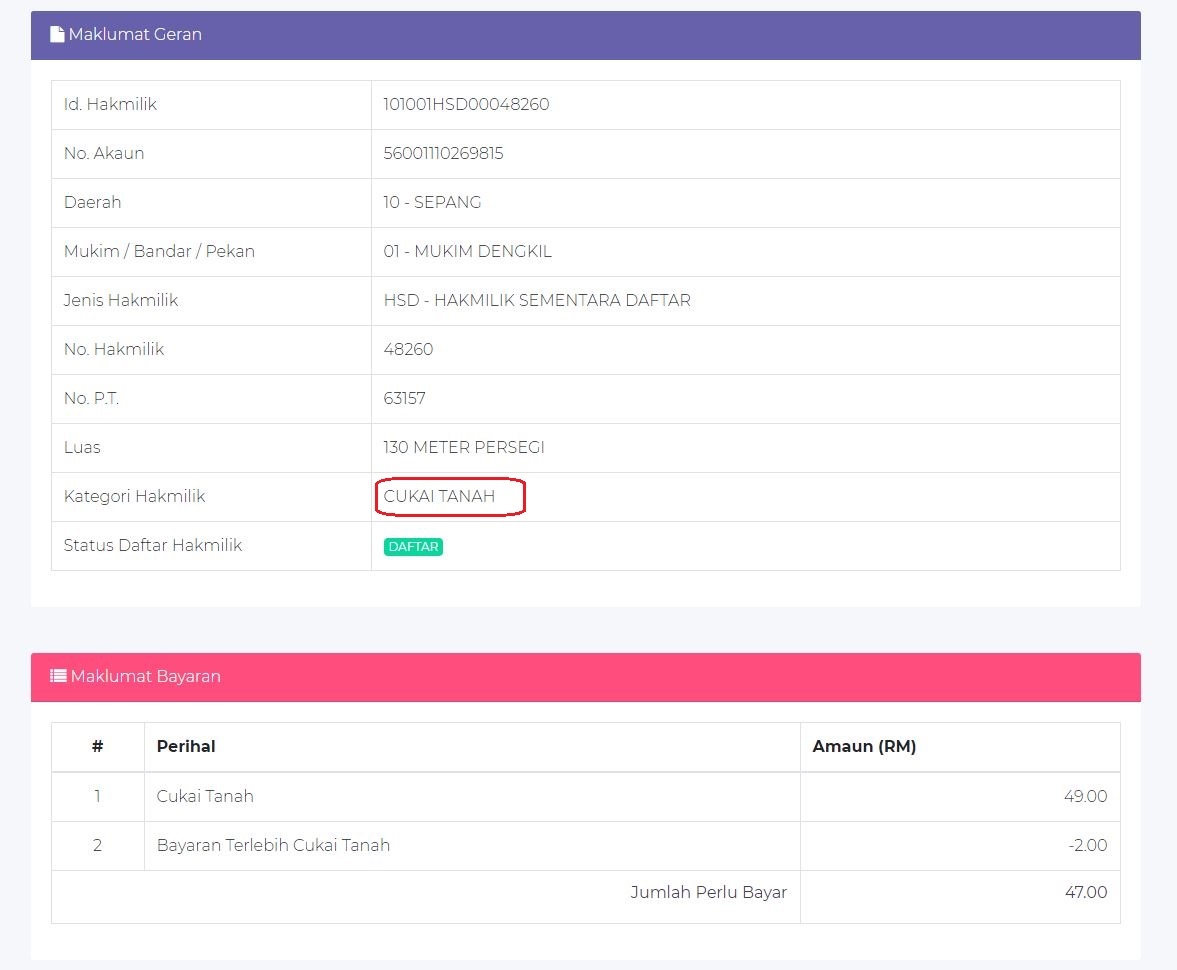 Maklumat Geran
Id. Hakmilik 101001HSD00048260
No. Akaun 56001110269815
Daerah 10 - SEPANG
Mukim / Bandar / Pekan 01 - MUKIM DENGKIL
Jenis Hakmilik HSD - HAKMILIK SEMENTARA DAFTAR
No. Hakmilik 48260
No. P.T. 63157
Luas 130 METER PERSEGI
Kategori Hakmilik CUKAI TANAH
Status Daftar Hakmilik DAFTAR
Maklumat Bayaran
# Perihal Amaun (RM)
1 Cukai Tanah 49.00
2 Bayaran Terlebih Cukai Tanah -2.00
Jumlah Perlu Bayar 47.00